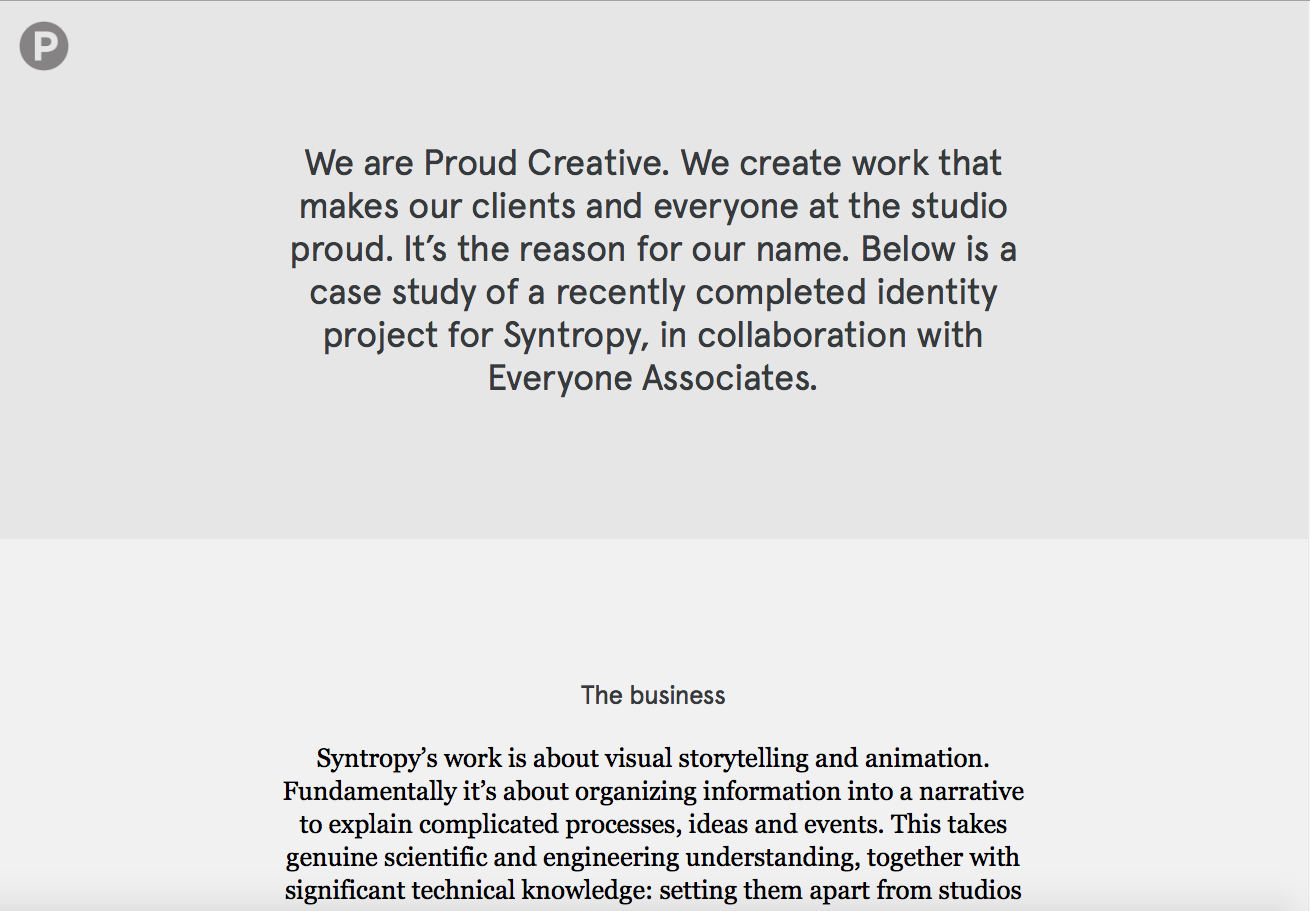 P
We are Proud Creative. We create work that
makes our clients and everyone at the studio
proud. It’s the reason for our name. Below is a
case study of a recently completed identity
project for Syntropy, in collaboration with
Everyone Associates.
The business
Syntropy’s work is about visual storytelling and animation.
Fundamentally it’s about organizing information into a narrative
to explain complicated processes, ideas and events. This takes
genuine scientific and engineering understanding, together with
significant technical knowledge: setting them apart from studios